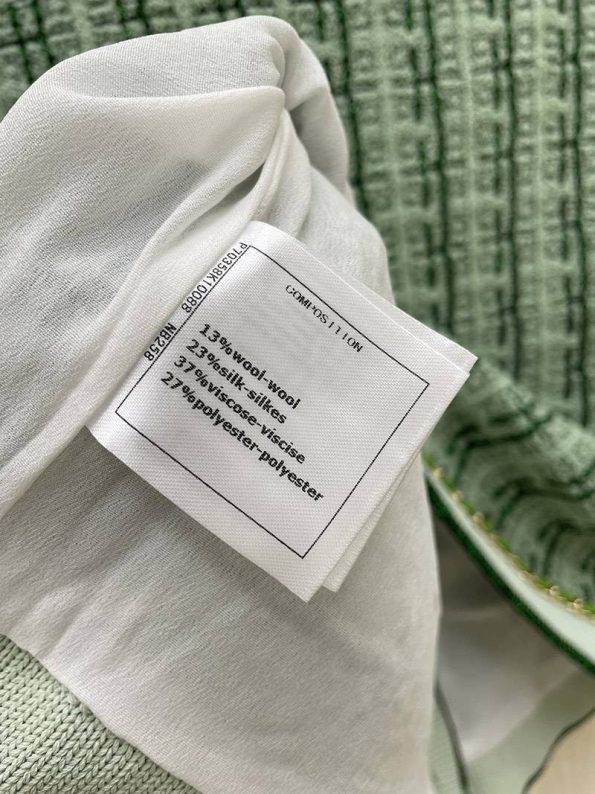 P70358K10088 NB258
COMPOSITION
13%wool-wool
23%silk-silkes
37%viscose-viscise
27%polyester-polyester